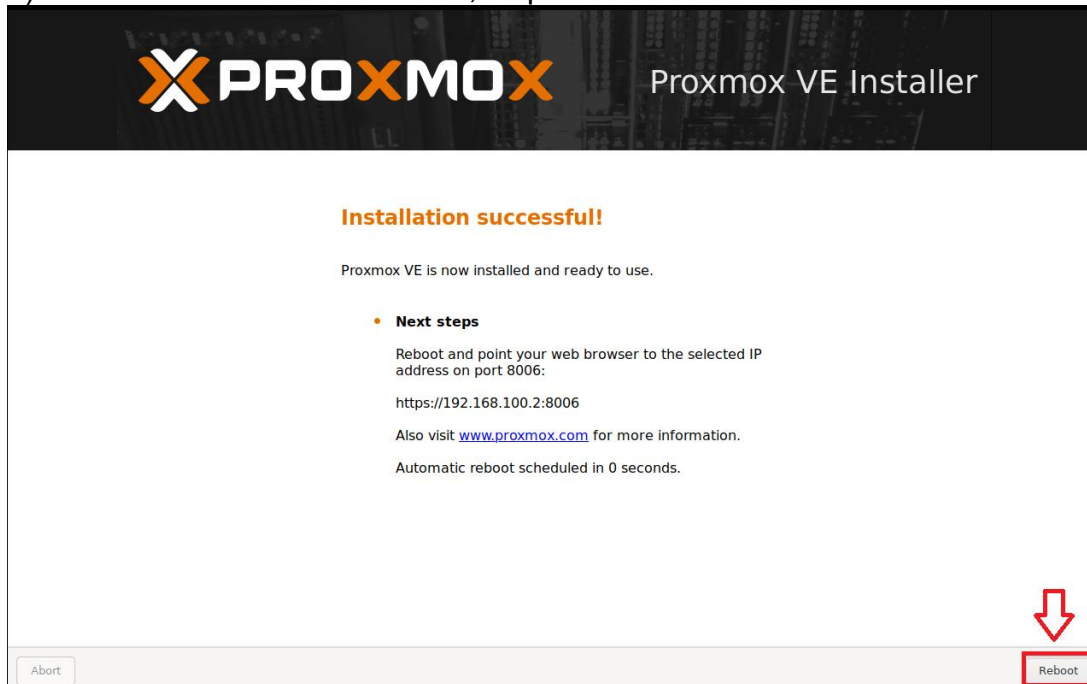 PROXMOX
Proxmox VE Installer
Installation successful!
Proxmox VE is now installed and ready to use.
Next steps
Reboot and point your web browser to the selected IP
address on port 8006:
https://192.168.100.2:8006
Also visit www.proxmox.com for more information.
Automatic reboot scheduled in 0 seconds.
Abort
Reboot